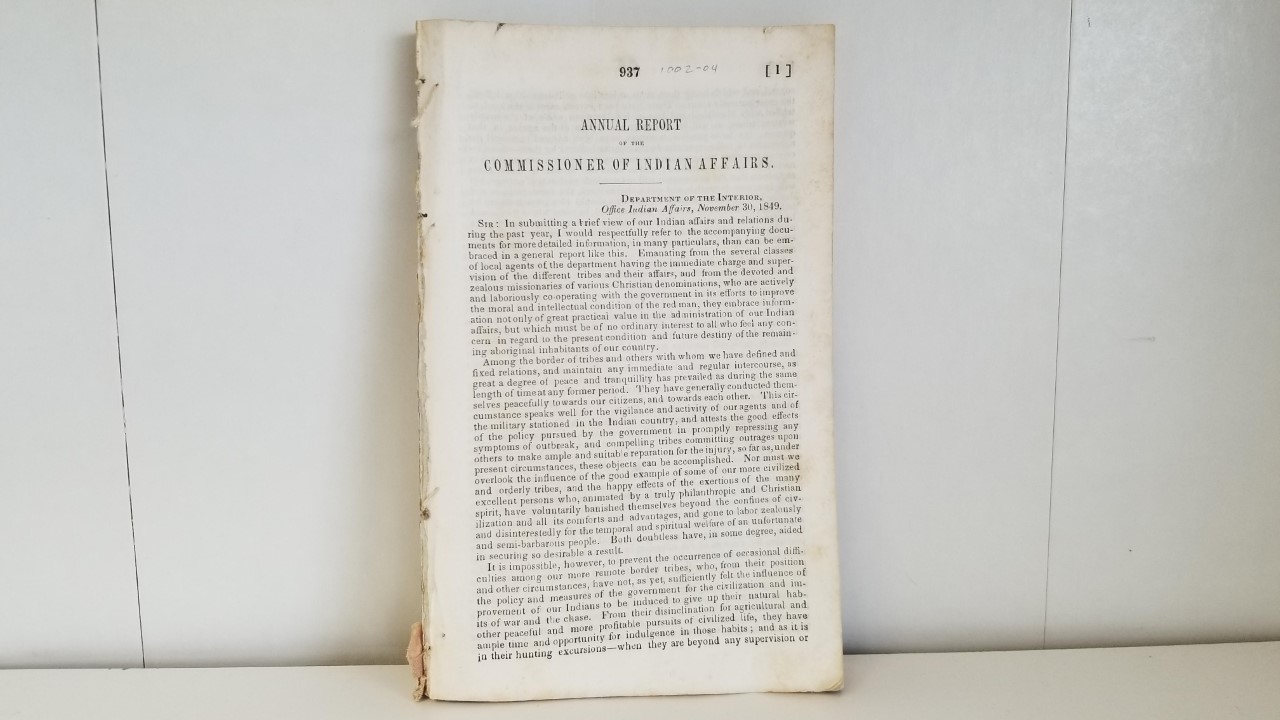 937 1002-04 [1]
ANNUAL REPORT
OF THE
COMMISSIONER OF INDIAN AFFAIRS.
DEPARTMENT OF THE INTERIOR,
Office Indian Affairs, November 30, 1849.
SIR: In submitting a brief view of our Indian affairs and relations du-
ring the past year, I would respectfully refer to the accompanying docu-
ments for more detailed information, in many particulars, than can be em-
braced in a general report like this. Emanating from the several classes
of local agents of the department having the immediate charge and super-
vision of the different tribes and their affairs, and from the devoted and
zealous missionaries of various Christian denominations, who are actively
and laboriously co-operating with the government in its efforts to improve
the moral and intellectual condition of the red man, they embrace inform-
ation not only of great practical value in the administration of our Indian
affairs, but which must be of no ordinary interest to all who feel any con-
cern in regard to the present condition and future destiny of the remain-
ing aboriginal inhabitants of our country.
Among the border of tribes and others with whom we have defined and
fixed relations, and maintain any immediate and regular intercourse, as
great a degree of peace and tranquillity has prevailed as during the same
length of time at any former period. They have generally conducted them-
selves peacefully towards our citizens, and towards each other. This cir-
cumstance speaks well for the vigilance and activity of our agents and of
the military stationed in the Indian country, and attests the good effects
of the policy pursued by the government in promptly repressing any
symptoms of outbreak, and compelling tribes committing outrages upon
others to make ample and suitable reparation for the injury, so far as, under
present circumstances, these objects can be accomplished. Nor must we
overlook the influence of the good example of some of our more civilized
and orderly tribes, and the happy effects of the exertions of the many
excellent persons who, animated by a truly philanthropic and Christian
spirit, have voluntarily banished themselves beyond the confines of civ-
ilization and all its comforts and advantages, and gone to labor zealously
and disinterestedly for the temporal and spiritual welfare of an unfortunate
and semi-barbarous people. Both doubtless have, in some degree, aided
in securing so desirable a result.
It is impossible, however, to prevent the occurrence of occasional diffi-
culties among our more remote border tribes, who, from their position
and other circumstances, have not, as yet, sufficiently felt the influence of
the policy and measures of the government for the civilization and im-
provement of our Indians to be induced to give up their natural hab-
its of war and the chase. From their disinclination for agricultural and
other peaceful and more profitable pursuits of civilized life, they have
ample time and opportunity for indulgence in those habits; and as it is
in their hunting excursions—when they are beyond any supervision or